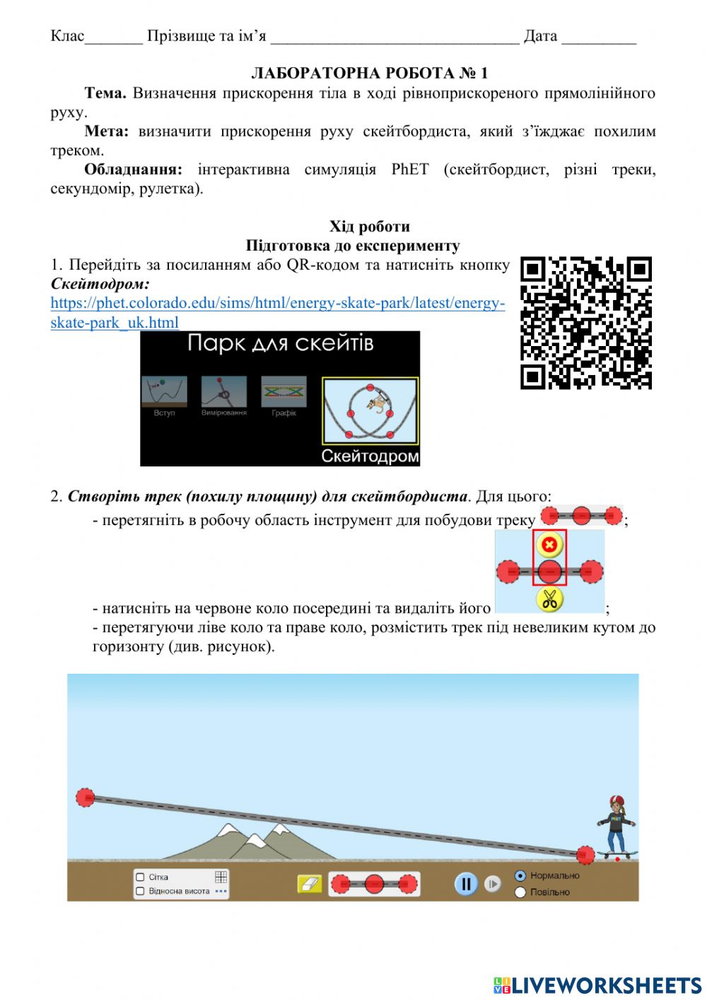 Клас_______ Прізвище та ім’я ______________________________ Дата _________
ЛАБОРАТОРНА РОБОТА № 1
Тема. Визначення прискорення тіла в ході рівноприскореного прямолінійного
руху.
Мета: визначити прискорення руху скейтбордиста, який з’їжджає похилим
треком.
Обладнання: інтерактивна симуляція PhET (скейтбордист, різні треки,
секундомір, рулетка).
Хід роботи
Підготовка до експерименту
1. Перейдіть за посиланням або QR-кодом та натисніть кнопку
Скейтодром:
https://phet.colorado.edu/sims/html/energy-skate-park/latest/energy-
skate-park_uk.html
Парк для скейтів
Вступ
Вимірювання
Графік
Скейтодром
2. Створіть трек (похилу площину) для скейтбордиста. Для цього:
- перетягніть в робочу область інструмент для побудови треку ;
- натисніть на червоне коло посередині та видаліть його ;
- перетягуючи ліве коло та праве коло, розмістить трек під невеликим кутом до
горизонту (див. рисунок).
PhET
Сітка
Відносна висота
Нормально
Повільно
LIVEWORKSHEETS